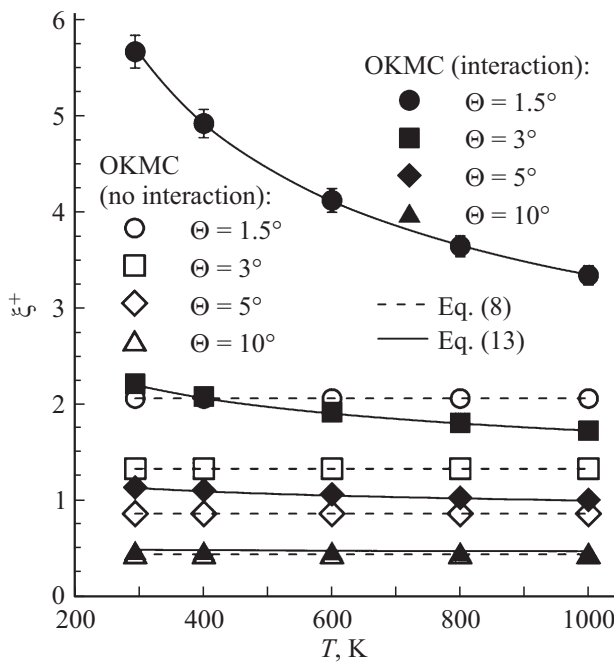 6
5
4
3
2
1
0
ξ⁺
OKMC (interaction):
Θ = 1.5°
Θ = 3°
Θ = 5°
Θ = 10°
OKMC
(no interaction):
Θ = 1.5°
Θ = 3°
Θ = 5°
Θ = 10°
Eq. (8)
Eq. (13)
200 400 600 800 1000
T, K